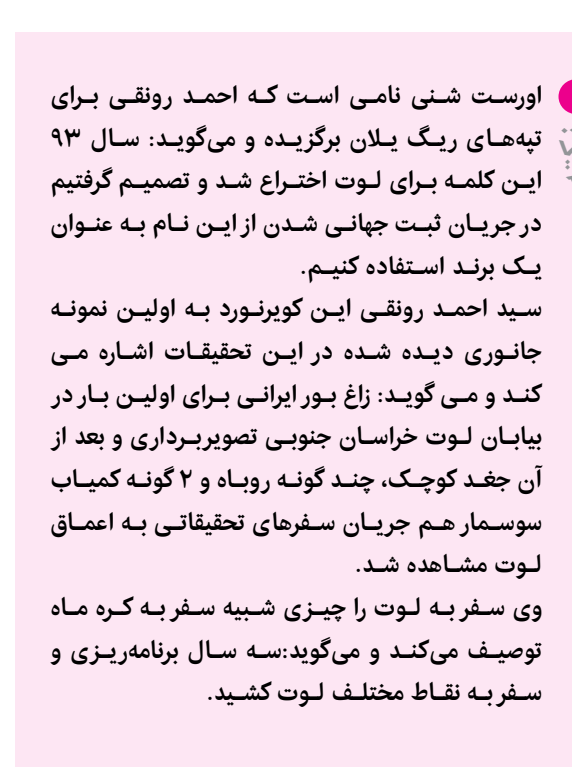 اورست شنی نامی است که احمد رونقی برای
تپه‌های ریگ یلان برگزیده و می‌گوید: سال ۹۳
این کلمه برای لوت اختراع شد و تصمیم گرفتیم
در جریان ثبت جهانی شدن از این نام به عنوان
یک برند استفاده کنیم.
سید احمد رونقی این کویرنورد به اولین نمونه
جانوری دیده شده در این تحقیقات اشاره می
کند و می گوید: زاغ بور ایرانی برای اولین بار در
بیابان لوت خراسان جنوبی تصویربرداری و بعد از
آن جغد کوچک، چند گونه روباه و ۲ گونه کمیاب
سوسمار هم جریان سفرهای تحقیقاتی به اعماق
لوت مشاهده شد.
وی سفر به لوت را چیزی شبیه سفر به کره ماه
توصیف می‌کند و می‌گوید:سه سال برنامه‌ریزی و
سفر به نقاط مختلف لوت کشید.